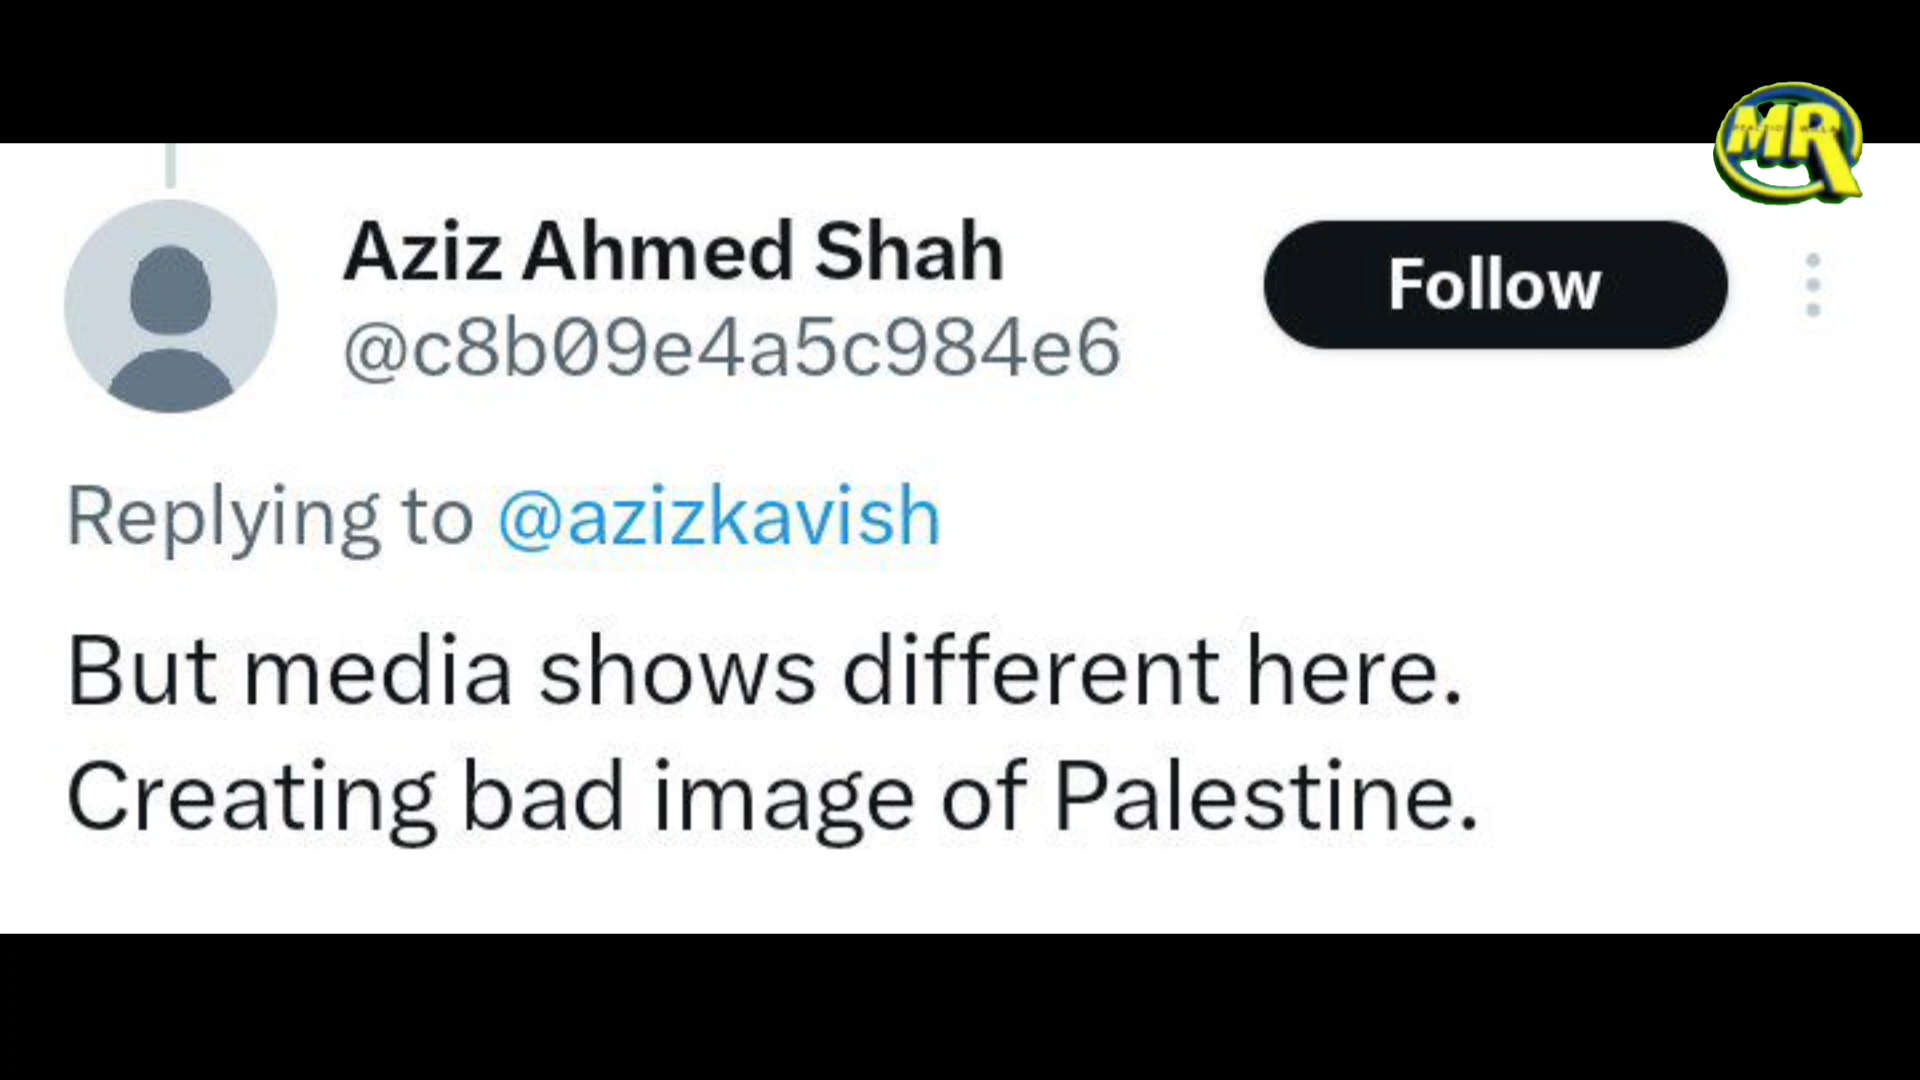 MR
Aziz Ahmed Shah
Follow
@c8b09e4a5c984e6
Replying to @azizkavish
But media shows different here.
Creating bad image of Palestine.